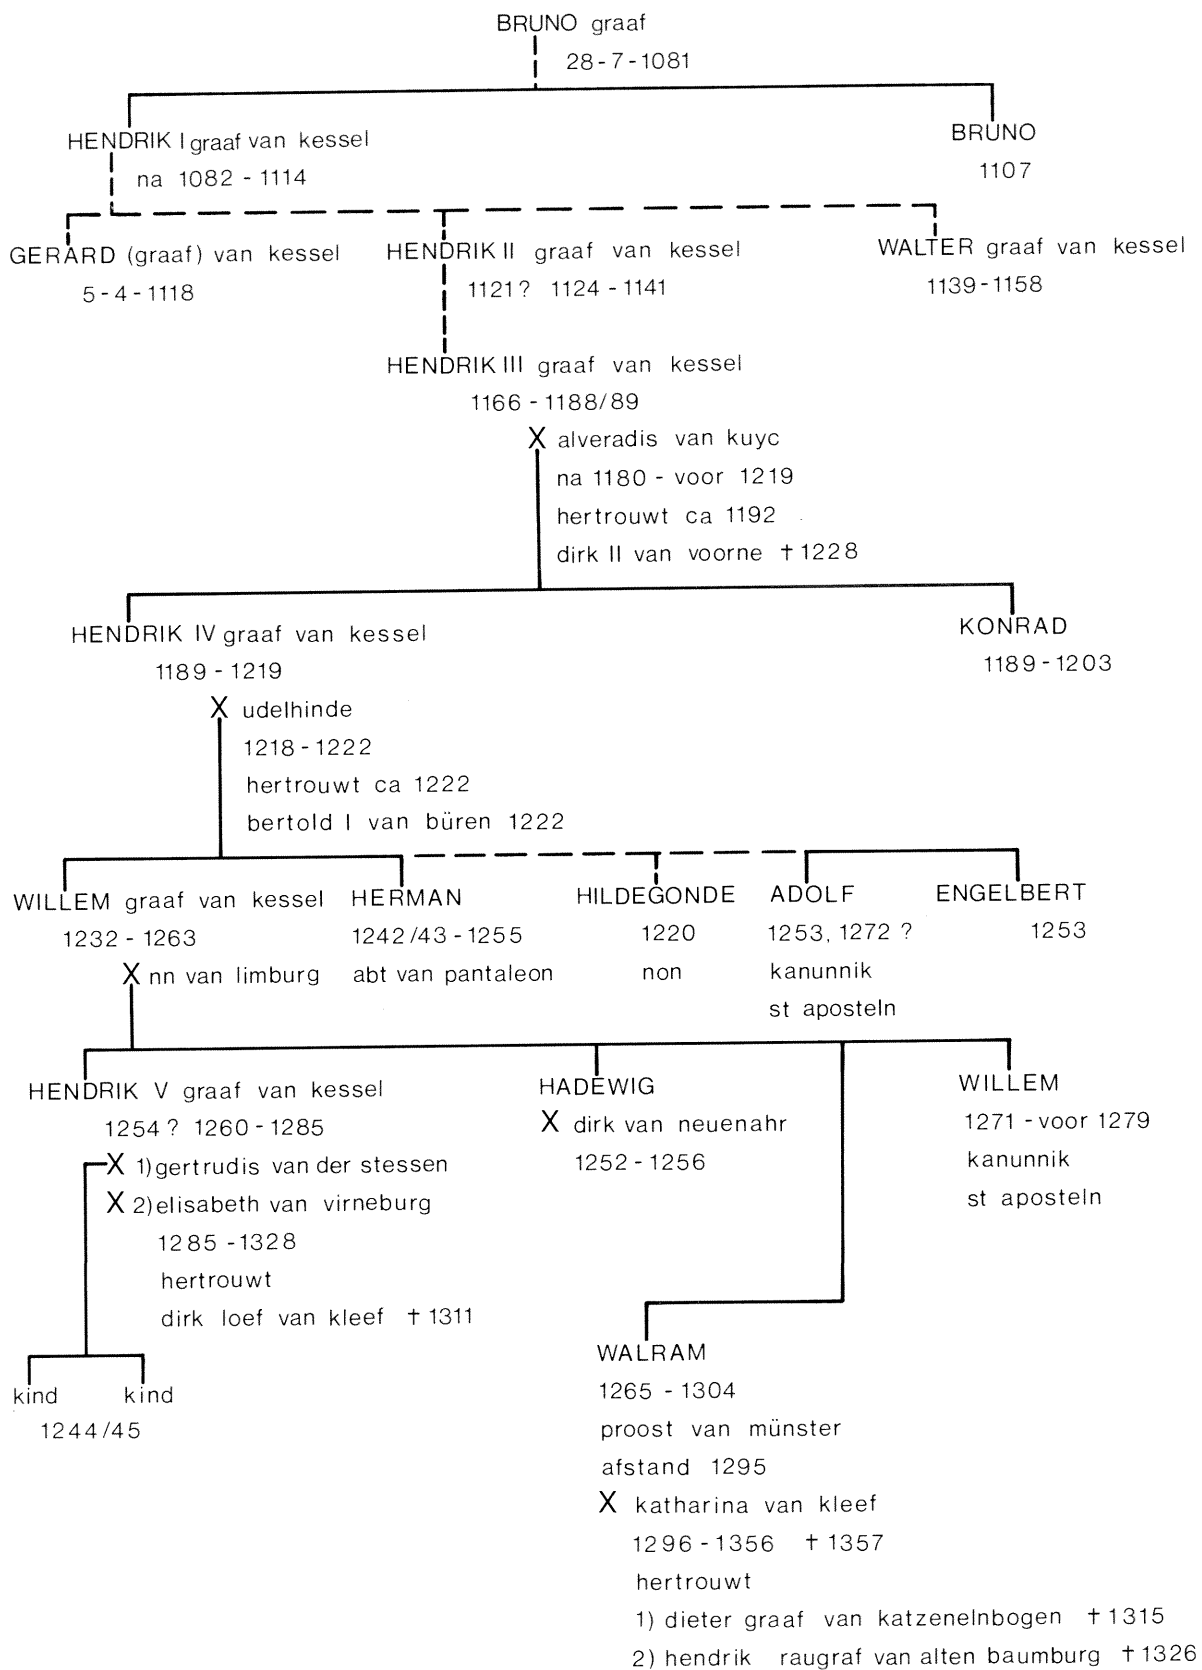 BRUNO graaf
28-7-1081
HENDRIK I graaf van kessel
na 1082 - 1114
BRUNO
1107
GERARD (graaf) van kessel
5-4-1118
HENDRIK II graaf van kessel
1121? 1124-1141
WALTER graaf van kessel
1139-1158
HENDRIK III graaf van kessel
1166 - 1188/89
X alveradis van kuyc
na 1180 - voor 1219
hertrouwt ca 1192
dirk II van voorne † 1228
HENDRIK IV graaf van kessel
1189 - 1219
KONRAD
1189-1203
X udelhinde
1218 - 1222
hertrouwt ca 1222
bertold I van büren 1222
WILLEM graaf van kessel
1232 - 1263
X nn van limburg
HERMAN
1242/43 - 1255
abt van pantaleon
HILDEGONDE
1220
non
ADOLF
1253, 1272 ?
kanunnik
st aposteln
ENGELBERT
1253
HENDRIK V graaf van kessel
1254 ? 1260 - 1285
X 1) gertrudis van der stessen
X 2) elisabeth van virneburg
1285 - 1328
hertrouwt
dirk loef van kleef † 1311
kind kind
1244/45
HADEWIG
X dirk van neuenahr
1252 - 1256
WILLEM
1271 - voor 1279
kanunnik
st aposteln
WALRAM
1265 - 1304
proost van münster
afstand 1295
X katharina van kleef
1296 - 1356 † 1357
hertrouwt
1) dieter graaf van katzenelnbogen † 1315
2) hendrik raugraf van alten baumburg † 1326